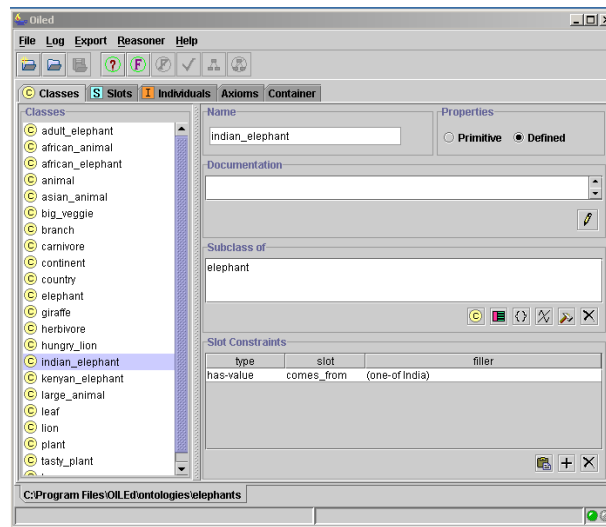 Oiled
File Log Export Reasoner Help
C Classes S Slots I Individuals Axioms Container
Classes
C adult_elephant
C african_animal
C african_elephant
C animal
C asian_animal
C big_veggie
C branch
C carnivore
C continent
C country
C elephant
C giraffe
C herbivore
C hungry_lion
C indian_elephant
C kenyan_elephant
C large_animal
C leaf
C lion
C plant
C tasty_plant
Name
indian_elephant
Properties
Primitive Defined
Documentation
Subclass of
elephant
Slot Constraints
type slot filler
has-value comes_from (one-of India)
C:\Program Files\OILEd\ontologies\elephants